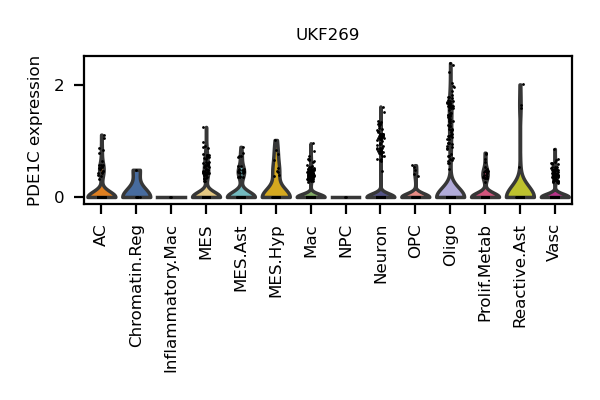 UKF269
PDE1C expression
2
0
AC
Chromatin.Reg
Inflammatory.Mac
MES
MES.Ast
MES.Hyp
Mac
NPC
Neuron
OPC
Oligo
Prolif.Metab
Reactive.Ast
Vasc